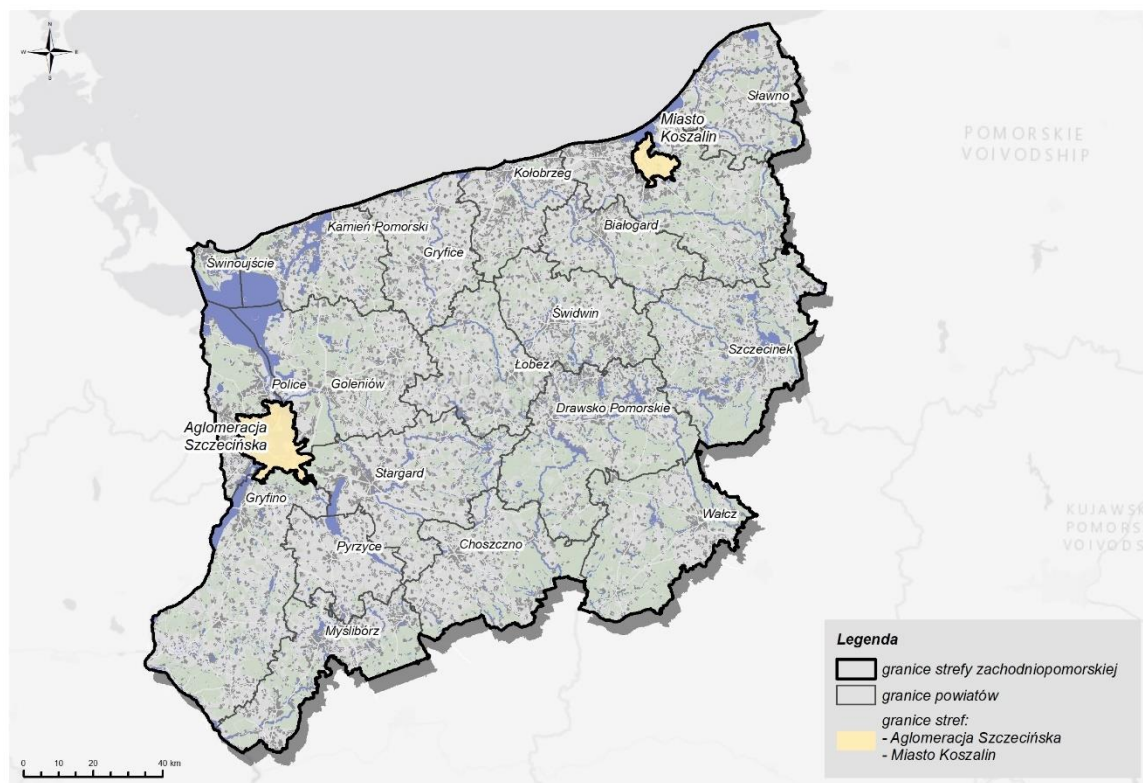 N
W E
S
Sławno
Miasto
Koszalin
POMORSKIE
VOIVODSHIP
Kołobrzeg
Kamień Pomorski
Białogard
Gryfice
Świnoujście
Świdwin
Szczecinek
Łobez
Police
Goleniów
Drawsko Pomorskie
Aglomeracja
Szczecińska
Stargard
Gryfino
Wałcz
KUJAWS
POMORS
VOIVODS
Choszczno
Pyrzyce
Myślibórz
Legenda
granice strefy zachodniopomorskiej
granice powiatów
granice stref:
- Aglomeracja Szczecińska
- Miasto Koszalin
0 10 20 40 km